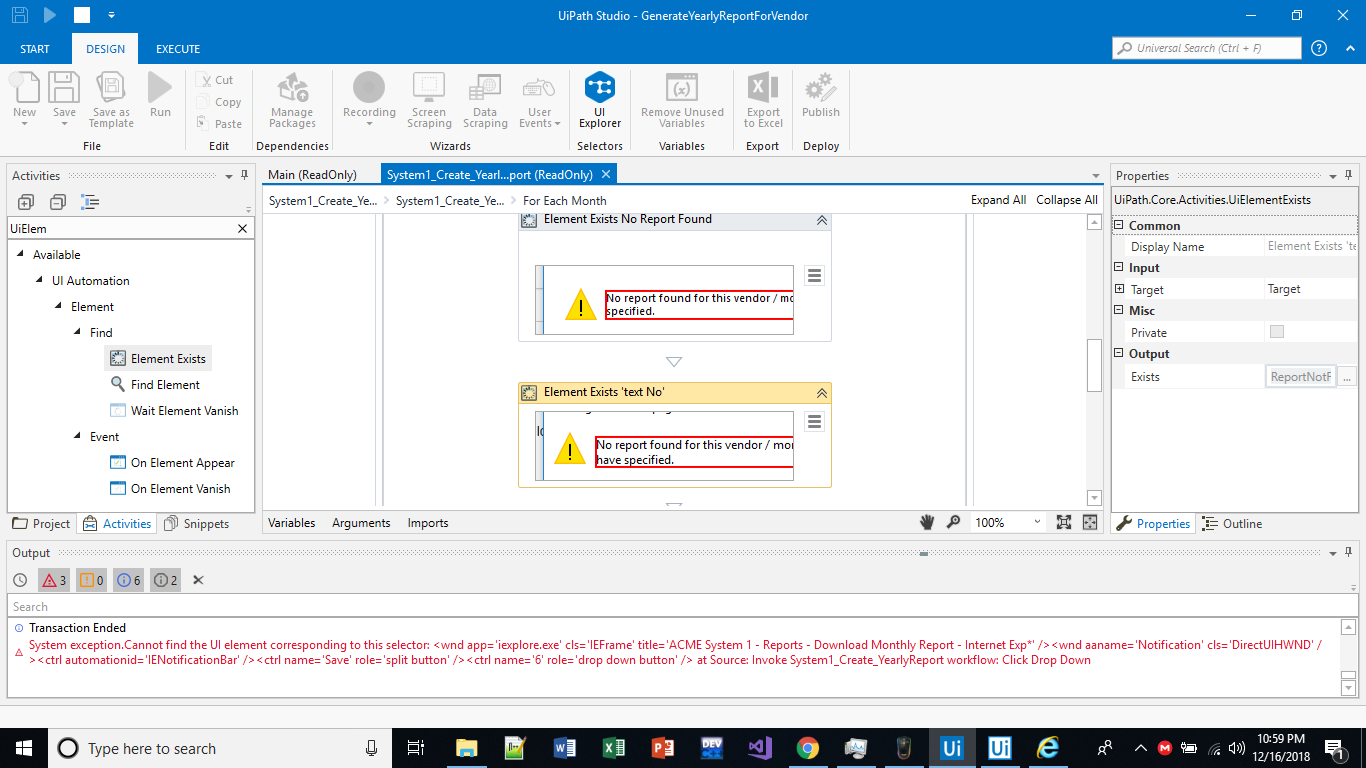 UiPath Studio - GenerateYearlyReportForVendor
START DESIGN EXECUTE
Universal Search (Ctrl + F)
New
Save
Save as Template
Run
File
Cut
Copy
Paste
Edit
Manage Packages
Dependencies
Recording
Screen Scraping
Data Scraping
User Events
Wizards
UI Explorer
Selectors
Remove Unused Variables
Variables
Export to Excel
Export
Publish
Deploy
Activities
UiElem
Available
UI Automation
Element
Find
Element Exists
Find Element
Wait Element Vanish
Event
On Element Appear
On Element Vanish
Project Activities Snippets
Main (ReadOnly)
System1_Create_Yearl...port (ReadOnly)
System1_Create_Ye... System1_Create_Ye... For Each Month
Expand All Collapse All
Element Exists No Report Found
No report found for this vendor / mo
specified.
Element Exists 'text No'
No report found for this vendor / mo
have specified.
Variables Arguments Imports
100%
Properties
UiPath.Core.Activities.UiElementExists
Common
Display Name Element Exists 'te
Input
Target Target
Misc
Private
Output
Exists ReportNotF ...
Properties Outline
Output
3 0 6 2
Search
Transaction Ended
System exception.Cannot find the UI element corresponding to this selector: <wnd app='iexplore.exe' cls='IEFrame' title='ACME System 1 - Reports - Download Monthly Report - Internet Exp*' /><wnd aaname='Notification' cls='DirectUIHWND' /
><ctrl automationid='IENotificationBar' /><ctrl name='Save' role='split button' /><ctrl name='6' role='drop down button' /> at Source: Invoke System1_Create_YearlyReport workflow: Click Drop Down
Type here to search
DEV
Ui
Ui
10:59 PM
12/16/2018
1